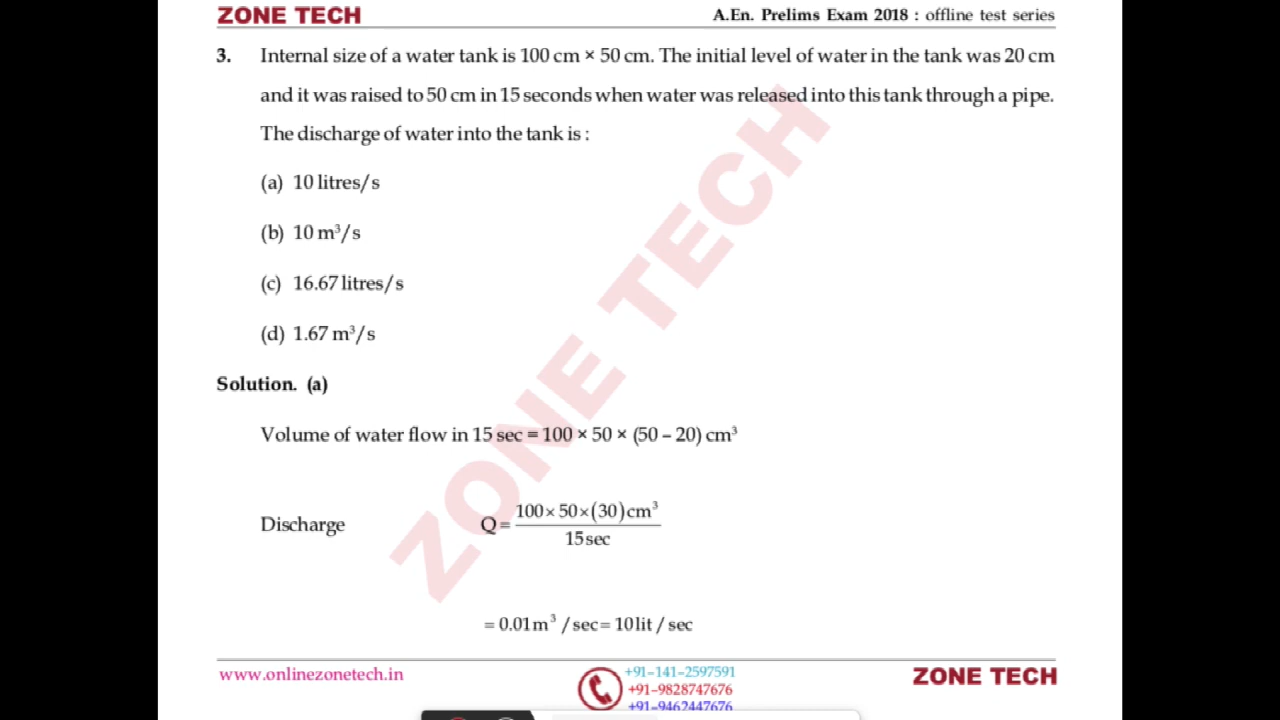 ZONE TECH
A.En. Prelims Exam 2018 : offline test series
3. Internal size of a water tank is 100 cm × 50 cm. The initial level of water in the tank was 20 cm
and it was raised to 50 cm in 15 seconds when water was released into this tank through a pipe.
The discharge of water into the tank is :
(a) 10 litres/s
(b) 10 m³/s
(c) 16.67 litres/s
(d) 1.67 m³/s
Solution. (a)
Volume of water flow in 15 sec = 100 × 50 × (50 – 20) cm³
Discharge Q = 100 × 50 × (30) cm³
15 sec
= 0.01 m³ / sec = 10 lit / sec
ZONE TECH
www.onlinezonetech.in
+91–141–2597591
+91–9828747676
+91–9462447676
ZONE TECH